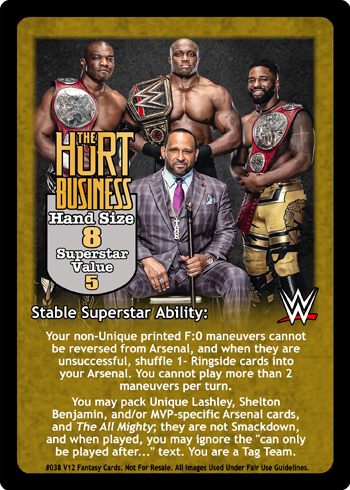 THE
HURT
BUSINESS
Hand Size
8
Superstar
Value
5
Stable Superstar Ability:
Your non-Unique printed F:0 maneuvers cannot
be reversed from Arsenal, and when they are
unsuccessful, shuffle 1- Ringside cards into
your Arsenal. You cannot play more than 2
maneuvers per turn.
You may pack Unique Lashley, Shelton
Benjamin, and/or MVP-specific Arsenal cards,
and The All Mighty; they are not Smackdown,
and when played, you may ignore the "can only
be played after..." text. You are a Tag Team.
#038 V12 Fantasy Cards. Not For Resale. All Images Used Under Fair Use Guidelines.